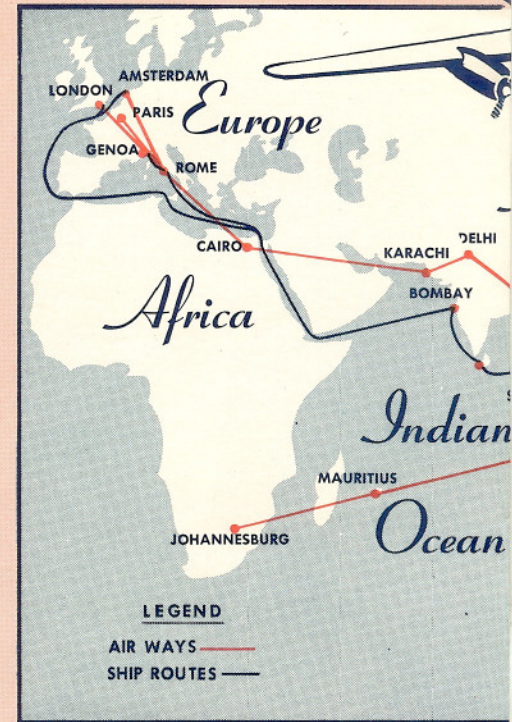 AMSTERDAM
LONDON
PARIS
Europe
GENOA
ROME
CAIRO
KARACHI
DELHI
BOMBAY
Africa
Indian
MAURITIUS
Ocean
JOHANNESBURG
LEGEND
AIR WAYS
SHIP ROUTES